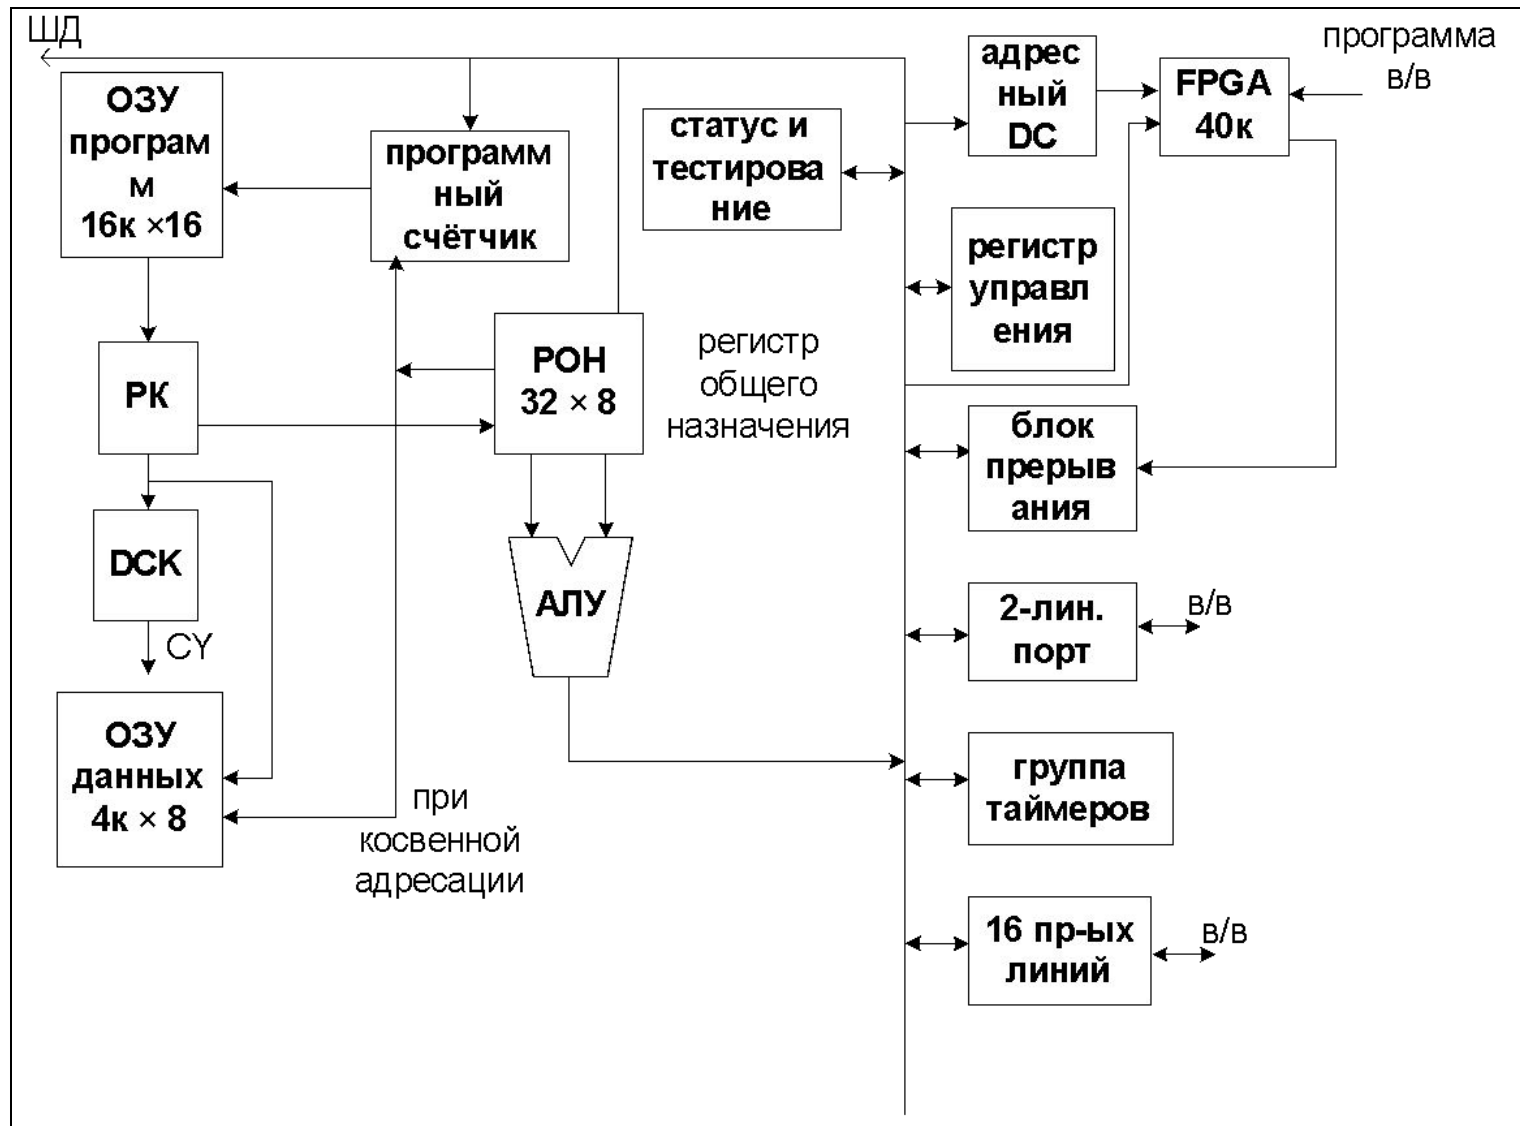 ШД
ОЗУ
програм
м
16к ×16
программ
ный
счётчик
статус и
тестирова
ние
адрес
ный
DC
FPGA
40к
программа
в/в
регистр
управл
ения
РК
РОН
32 × 8
регистр
общего
назначения
блок
прерыв
ания
DCK
CY
АЛУ
2-лин.
порт
в/в
ОЗУ
данных
4к × 8
при
косвенной
адресации
группа
таймеров
16 пр-ых
линий
в/в